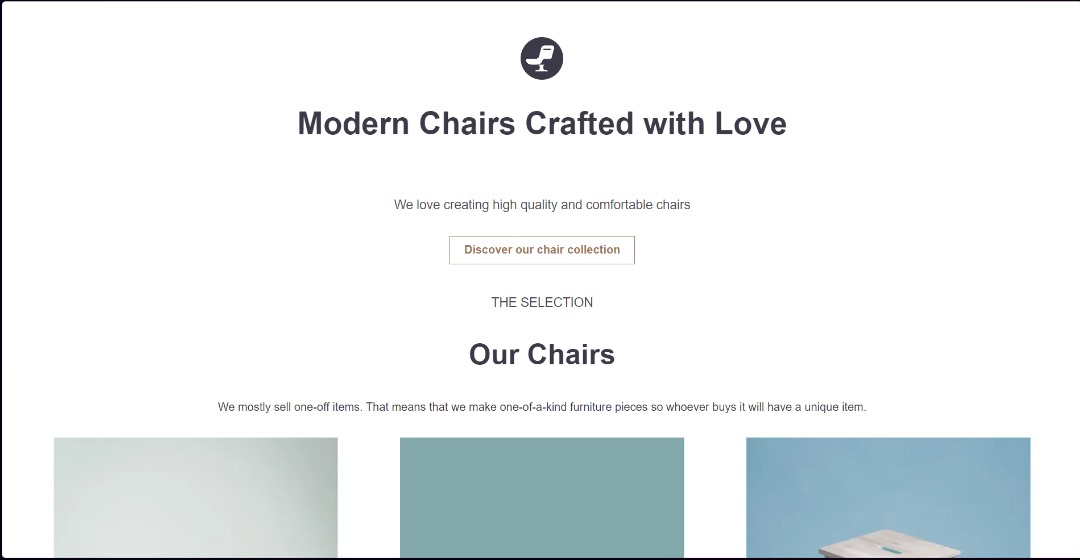 Modern Chairs Crafted with Love
We love creating high quality and comfortable chairs
Discover our chair collection
THE SELECTION
Our Chairs
We mostly sell one-off items. That means that we make one-of-a-kind furniture pieces so whoever buys it will have a unique item.